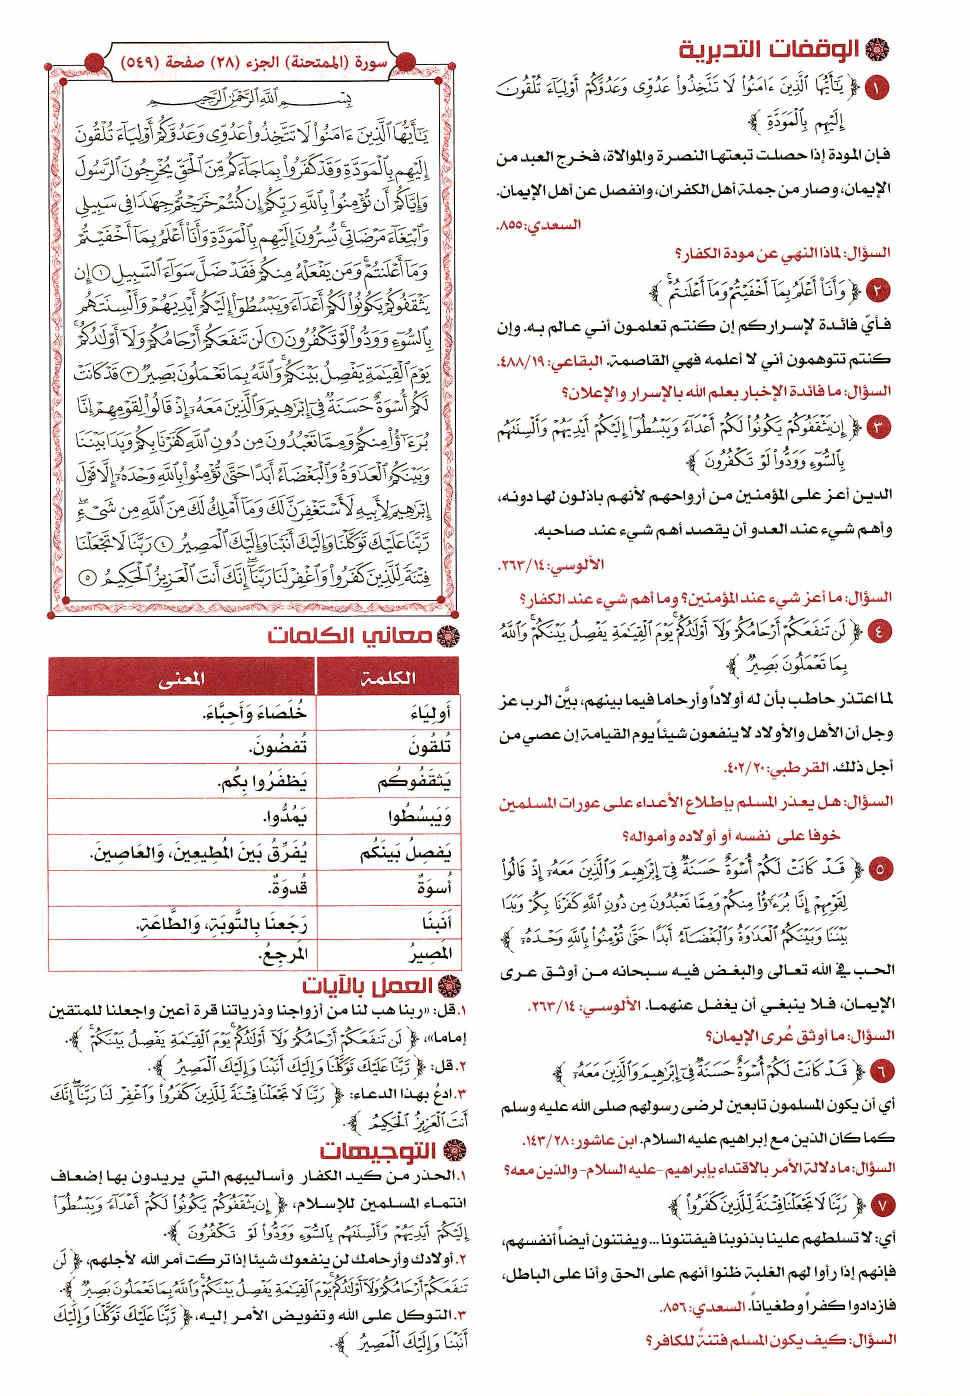 الوقفات التدبرية
١ ﴿ يَٰٓأَيُّهَا ٱلَّذِينَ ءَامَنُوا۟ لَا تَتَّخِذُوا۟ عَدُوِّى وَعَدُوَّكُمْ أَوْلِيَآءَ تُلْقُونَ
إِلَيْهِم بِٱلْمَوَدَّةِ ﴾
فإن المودة إذا حصلت تبعتها النصرة والموالاة، فخرج العبد من
الإيمان، وصار من جملة أهل الكفران، وانفصل عن أهل الإيمان.
السعدي: ٨٥٥.
السؤال: لماذا النهي عن مودة الكفار؟
٢ ﴿ وَأَنَا۠ أَعْلَمُ بِمَآ أَخْفَيْتُمْ وَمَآ أَعْلَنتُمْ ۚ ﴾
فأيّ فائدة لإسراركم إن كنتم تعلمون أني عالم به. وإن
كنتم تتوهمون أني لا أعلمه فهي القاصمة. البقاعي: ٤٨٨/١٩.
السؤال: ما فائدة الإخبار بعلم الله بالإسرار والإعلان؟
٣ ﴿ إِن يَثْقَفُوكُمْ يَكُونُوا۟ لَكُمْ أَعْدَآءً وَيَبْسُطُوٓا۟ إِلَيْكُمْ أَيْدِيَهُمْ وَأَلْسِنَتَهُم
بِٱلسُّوٓءِ وَوَدُّوا۟ لَوْ تَكْفُرُونَ ﴾
الدين أعز على المؤمنين من أرواحهم لأنهم باذلون لها دونه،
وأهم شيء عند العدو أن يقصد أهم شيء عند صاحبه.
الألوسي: ٢٦٣/١٤.
السؤال: ما أعز شيء عند المؤمنين؟ وما أهم شيء عند الكفار؟
٤ ﴿ لَن تَنفَعَكُمْ أَرْحَامُكُمْ وَلَآ أَوْلَٰدُكُمْ ۚ يَوْمَ ٱلْقِيَٰمَةِ يَفْصِلُ بَيْنَكُمْ ۚ وَٱللَّهُ
بِمَا تَعْمَلُونَ بَصِيرٌ ﴾
لما اعتذر حاطب بأن له أولاداً وأرحاما فيما بينهم، بيَّن الرب عز
وجل أن الأهل والأولاد لا ينفعون شيئاً يوم القيامة إن عصي من
أجل ذلك. القرطبي: ٤٠٢/٢٠.
السؤال: هل يعذر المسلم بإطلاع الأعداء على عورات المسلمين
خوفا على نفسه أو أولاده وأمواله؟
٥ ﴿ قَدْ كَانَتْ لَكُمْ أُسْوَةٌ حَسَنَةٌ فِىٓ إِبْرَٰهِيمَ وَٱلَّذِينَ مَعَهُۥٓ إِذْ قَالُوا۟
لِقَوْمِهِمْ إِنَّا بُرَءَٰٓؤُا۟ مِنكُمْ وَمِمَّا تَعْبُدُونَ مِن دُونِ ٱللَّهِ كَفَرْنَا بِكُمْ وَبَدَا
بَيْنَنَا وَبَيْنَكُمُ ٱلْعَدَٰوَةُ وَٱلْبَغْضَآءُ أَبَدًا حَتَّىٰ تُؤْمِنُوا۟ بِٱللَّهِ وَحْدَهُۥٓ ﴾
الحب في الله تعالى والبغض فيه سبحانه من أوثق عرى
الإيمان، فلا ينبغي أن يغفل عنهما. الألوسي: ٢٦٣/١٤.
السؤال: ما أوثق عُرى الإيمان؟
٦ ﴿ قَدْ كَانَتْ لَكُمْ أُسْوَةٌ حَسَنَةٌ فِىٓ إِبْرَٰهِيمَ وَٱلَّذِينَ مَعَهُۥٓ ﴾
أي أن يكون المسلمون تابعين لرضى رسولهم صلى الله عليه وسلم
كما كان الذين مع إبراهيم عليه السلام. ابن عاشور: ١٤٣/٢٨.
السؤال: ما دلالة الأمر بالاقتداء بإبراهيم -عليه السلام- والذين معه؟
٧ ﴿ رَبَّنَا لَا تَجْعَلْنَا فِتْنَةً لِّلَّذِينَ كَفَرُوا۟ ﴾
أي: لا تسلطهم علينا بذنوبنا فيفتنونا ... ويفتنون أيضاً أنفسهم،
فإنهم إذا رأوا لهم الغلبة ظنوا أنهم على الحق وأنا على الباطل،
فازدادوا كفراً وطغياناً. السعدي: ٨٥٦.
السؤال: كيف يكون المسلم فتنةً للكافر؟
سورة (الممتحنة) الجزء (٢٨) صفحة (٥٤٩)
بِسْمِ ٱللَّهِ ٱلرَّحْمَٰنِ ٱلرَّحِيمِ
يَٰٓأَيُّهَا ٱلَّذِينَ ءَامَنُوا۟ لَا تَتَّخِذُوا۟ عَدُوِّى وَعَدُوَّكُمْ أَوْلِيَآءَ تُلْقُونَ
إِلَيْهِم بِٱلْمَوَدَّةِ وَقَدْ كَفَرُوا۟ بِمَا جَآءَكُم مِّنَ ٱلْحَقِّ يُخْرِجُونَ ٱلرَّسُولَ
وَإِيَّاكُمْ ۙ أَن تُؤْمِنُوا۟ بِٱللَّهِ رَبِّكُمْ إِن كُنتُمْ خَرَجْتُمْ جِهَٰدًا فِى سَبِيلِى
وَٱبْتِغَآءَ مَرْضَاتِى ۚ تُسِرُّونَ إِلَيْهِم بِٱلْمَوَدَّةِ وَأَنَا۠ أَعْلَمُ بِمَآ أَخْفَيْتُمْ
وَمَآ أَعْلَنتُمْ ۚ وَمَن يَفْعَلْهُ مِنكُمْ فَقَدْ ضَلَّ سَوَآءَ ٱلسَّبِيلِ ١ إِن
يَثْقَفُوكُمْ يَكُونُوا۟ لَكُمْ أَعْدَآءً وَيَبْسُطُوٓا۟ إِلَيْكُمْ أَيْدِيَهُمْ وَأَلْسِنَتَهُم
بِٱلسُّوٓءِ وَوَدُّوا۟ لَوْ تَكْفُرُونَ ٢ لَن تَنفَعَكُمْ أَرْحَامُكُمْ وَلَآ أَوْلَٰدُكُمْ ۚ
يَوْمَ ٱلْقِيَٰمَةِ يَفْصِلُ بَيْنَكُمْ ۚ وَٱللَّهُ بِمَا تَعْمَلُونَ بَصِيرٌ ٣ قَدْ كَانَتْ
لَكُمْ أُسْوَةٌ حَسَنَةٌ فِىٓ إِبْرَٰهِيمَ وَٱلَّذِينَ مَعَهُۥٓ إِذْ قَالُوا۟ لِقَوْمِهِمْ إِنَّا
بُرَءَٰٓؤُا۟ مِنكُمْ وَمِمَّا تَعْبُدُونَ مِن دُونِ ٱللَّهِ كَفَرْنَا بِكُمْ وَبَدَا بَيْنَنَا
وَبَيْنَكُمُ ٱلْعَدَٰوَةُ وَٱلْبَغْضَآءُ أَبَدًا حَتَّىٰ تُؤْمِنُوا۟ بِٱللَّهِ وَحْدَهُۥٓ إِلَّا قَوْلَ
إِبْرَٰهِيمَ لِأَبِيهِ لَأَسْتَغْفِرَنَّ لَكَ وَمَآ أَمْلِكُ لَكَ مِنَ ٱللَّهِ مِن شَىْءٍ ۖ
رَّبَّنَا عَلَيْكَ تَوَكَّلْنَا وَإِلَيْكَ أَنَبْنَا وَإِلَيْكَ ٱلْمَصِيرُ ٤ رَبَّنَا لَا تَجْعَلْنَا
فِتْنَةً لِّلَّذِينَ كَفَرُوا۟ وَٱغْفِرْ لَنَا رَبَّنَآ ۖ إِنَّكَ أَنتَ ٱلْعَزِيزُ ٱلْحَكِيمُ ٥
معاني الكلمات
الكلمة المعنى
أَولِيَاءَ خُلَصَاءَ وَأَحِبَّاءَ.
تُلقُونَ تُفضُونَ.
يَثقَفُوكُم يَظفَرُوا بِكُم.
وَيَبسُطُوا يَمُدُّوا.
يَفصِلُ بَينَكُم يُفَرِّقُ بَينَ المُطِيعِينَ، وَالعَاصِينَ.
أُسوَةٌ قُدوَةٌ.
أَنَبنَا رَجَعنَا بِالتَّوبَةِ، وَالطَّاعَةِ.
المَصِيرُ المَرجِعُ.
العمل بالآيات
١. قل: «ربنا هب لنا من أزواجنا وذرياتنا قرة أعين واجعلنا للمتقين
إماما»، ﴿ لَن تَنفَعَكُمْ أَرْحَامُكُمْ وَلَآ أَوْلَٰدُكُمْ ۚ يَوْمَ ٱلْقِيَٰمَةِ يَفْصِلُ بَيْنَكُمْ ۚ ﴾.
٢. قل: ﴿ رَّبَّنَا عَلَيْكَ تَوَكَّلْنَا وَإِلَيْكَ أَنَبْنَا وَإِلَيْكَ ٱلْمَصِيرُ ﴾.
٣. ادعُ بهذا الدعاء: ﴿ رَبَّنَا لَا تَجْعَلْنَا فِتْنَةً لِّلَّذِينَ كَفَرُوا۟ وَٱغْفِرْ لَنَا رَبَّنَآ ۖ إِنَّكَ
أَنتَ ٱلْعَزِيزُ ٱلْحَكِيمُ ﴾.
التوجيهات
١. الحذر من كيد الكفار وأساليبهم التي يريدون بها إضعاف
انتماء المسلمين للإسلام، ﴿ إِن يَثْقَفُوكُمْ يَكُونُوا۟ لَكُمْ أَعْدَآءً وَيَبْسُطُوٓا۟
إِلَيْكُمْ أَيْدِيَهُمْ وَأَلْسِنَتَهُم بِٱلسُّوٓءِ وَوَدُّوا۟ لَوْ تَكْفُرُونَ ﴾.
٢. أولادك وأرحامك لن ينفعوك شيئا إذا تركت أمر الله لأجلهم، ﴿ لَن
تَنفَعَكُمْ أَرْحَامُكُمْ وَلَآ أَوْلَٰدُكُمْ ۚ يَوْمَ ٱلْقِيَٰمَةِ يَفْصِلُ بَيْنَكُمْ ۚ وَٱللَّهُ بِمَا تَعْمَلُونَ بَصِيرٌ ﴾.
٣. التوكل على الله وتفويض الأمر إليه، ﴿ رَّبَّنَا عَلَيْكَ تَوَكَّلْنَا وَإِلَيْكَ
أَنَبْنَا وَإِلَيْكَ ٱلْمَصِيرُ ﴾.